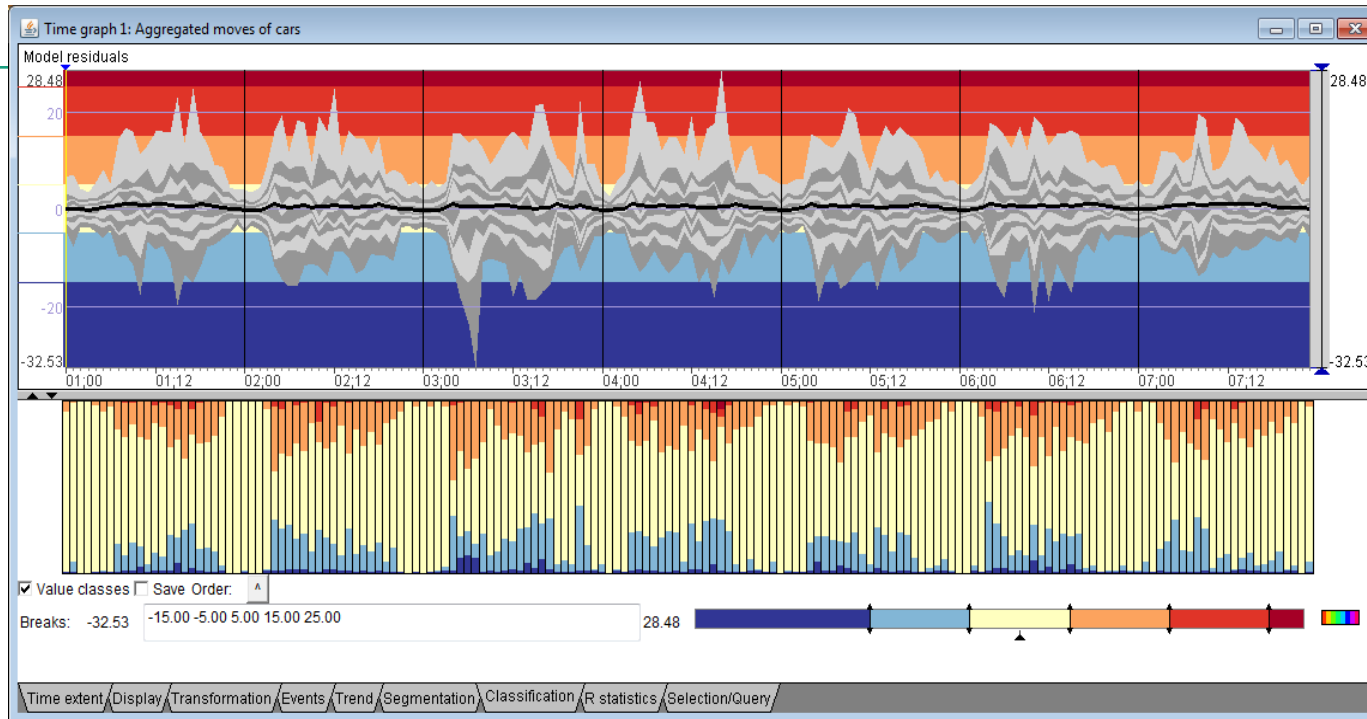 Time graph 1: Aggregated moves of cars
Model residuals
28.48
28.48
20
0
-20
-32.53
-32.53
01;00 01;12 02;00 02;12 03;00 03;12 04;00 04;12 05;00 05;12 06;00 06;12 07;00 07;12
Value classes Save Order: ^
Breaks: -32.53 -15.00 -5.00 5.00 15.00 25.00 28.48
Time extent Display Transformation Events Trend Segmentation Classification R statistics Selection/Query